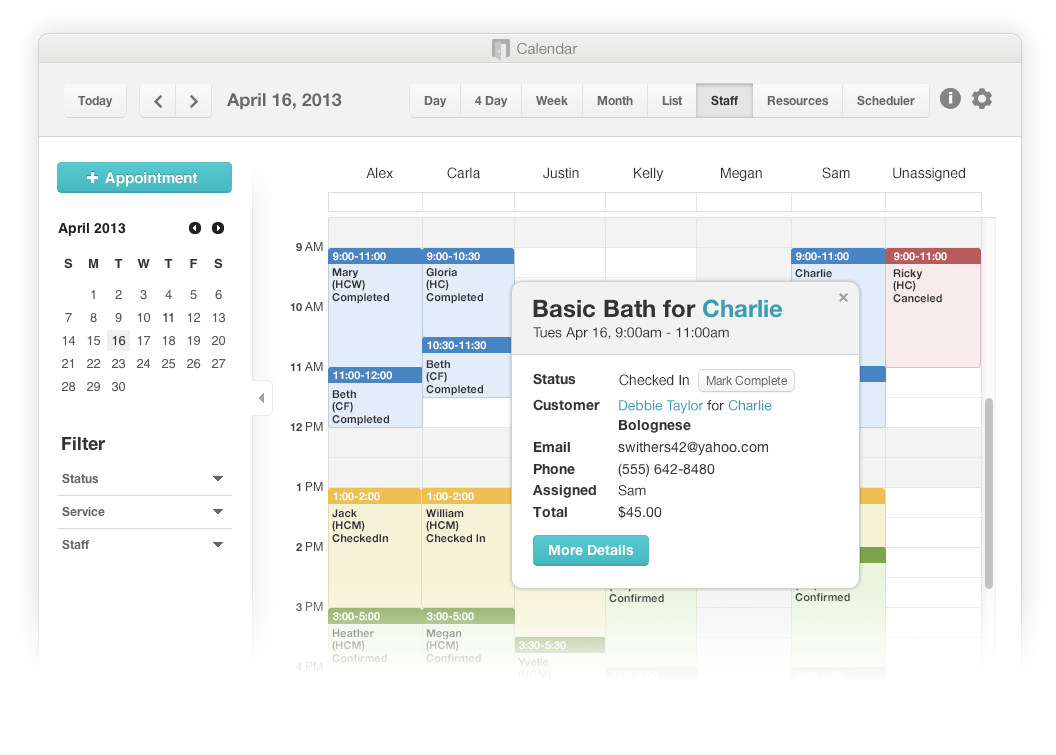 Calendar
Today
April 16, 2013
Day 4 Day Week Month List Staff Resources Scheduler
+ Appointment
April 2013
S M T W T F S
1 2 3 4 5 6
7 8 9 10 11 12 13
14 15 16 17 18 19 20
21 22 23 24 25 26 27
28 29 30
Filter
Status
Service
Staff
Alex Carla Justin Kelly Megan Sam Unassigned
9 AM
10 AM
11 AM
12 PM
1 PM
2 PM
3 PM
4 PM
9:00-11:00
Mary
(HCW)
Completed
11:00-12:00
Beth
(CF)
Completed
1:00-2:00
Jack
(HCM)
CheckedIn
3:00-5:00
Heather
(HCM)
Confirmed
9:00-10:30
Gloria
(HC)
Completed
10:30-11:30
Beth
(CF)
Completed
1:00-2:00
William
(HCM)
Checked In
3:00-5:00
Megan
(HCM)
Confirmed
3:30-5:30
Yvelle
(HCM)
Confirmed
9:00-11:00
Charlie
Confirmed
9:00-11:00
Ricky
(HC)
Canceled
Basic Bath for Charlie
×
Tues Apr 16, 9:00am - 11:00am
Status Checked In Mark Complete
Customer Debbie Taylor for Charlie
Bolognese
Email swithers42@yahoo.com
Phone (555) 642-8480
Assigned Sam
Total $45.00
More Details